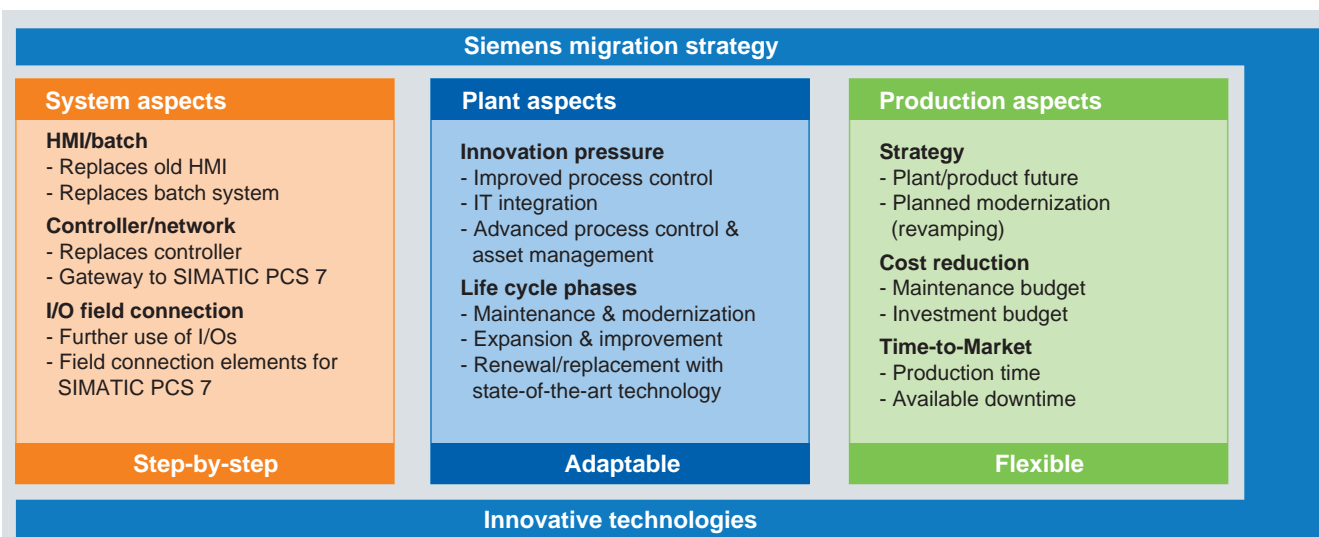 Siemens migration strategy
System aspects
HMI/batch
- Replaces old HMI
- Replaces batch system
Controller/network
- Replaces controller
- Gateway to SIMATIC PCS 7
I/O field connection
- Further use of I/Os
- Field connection elements for
SIMATIC PCS 7
Step-by-step
Plant aspects
Innovation pressure
- Improved process control
- IT integration
- Advanced process control &
asset management
Life cycle phases
- Maintenance & modernization
- Expansion & improvement
- Renewal/replacement with
state-of-the-art technology
Adaptable
Production aspects
Strategy
- Plant/product future
- Planned modernization
(revamping)
Cost reduction
- Maintenance budget
- Investment budget
Time-to-Market
- Production time
- Available downtime
Flexible
Innovative technologies